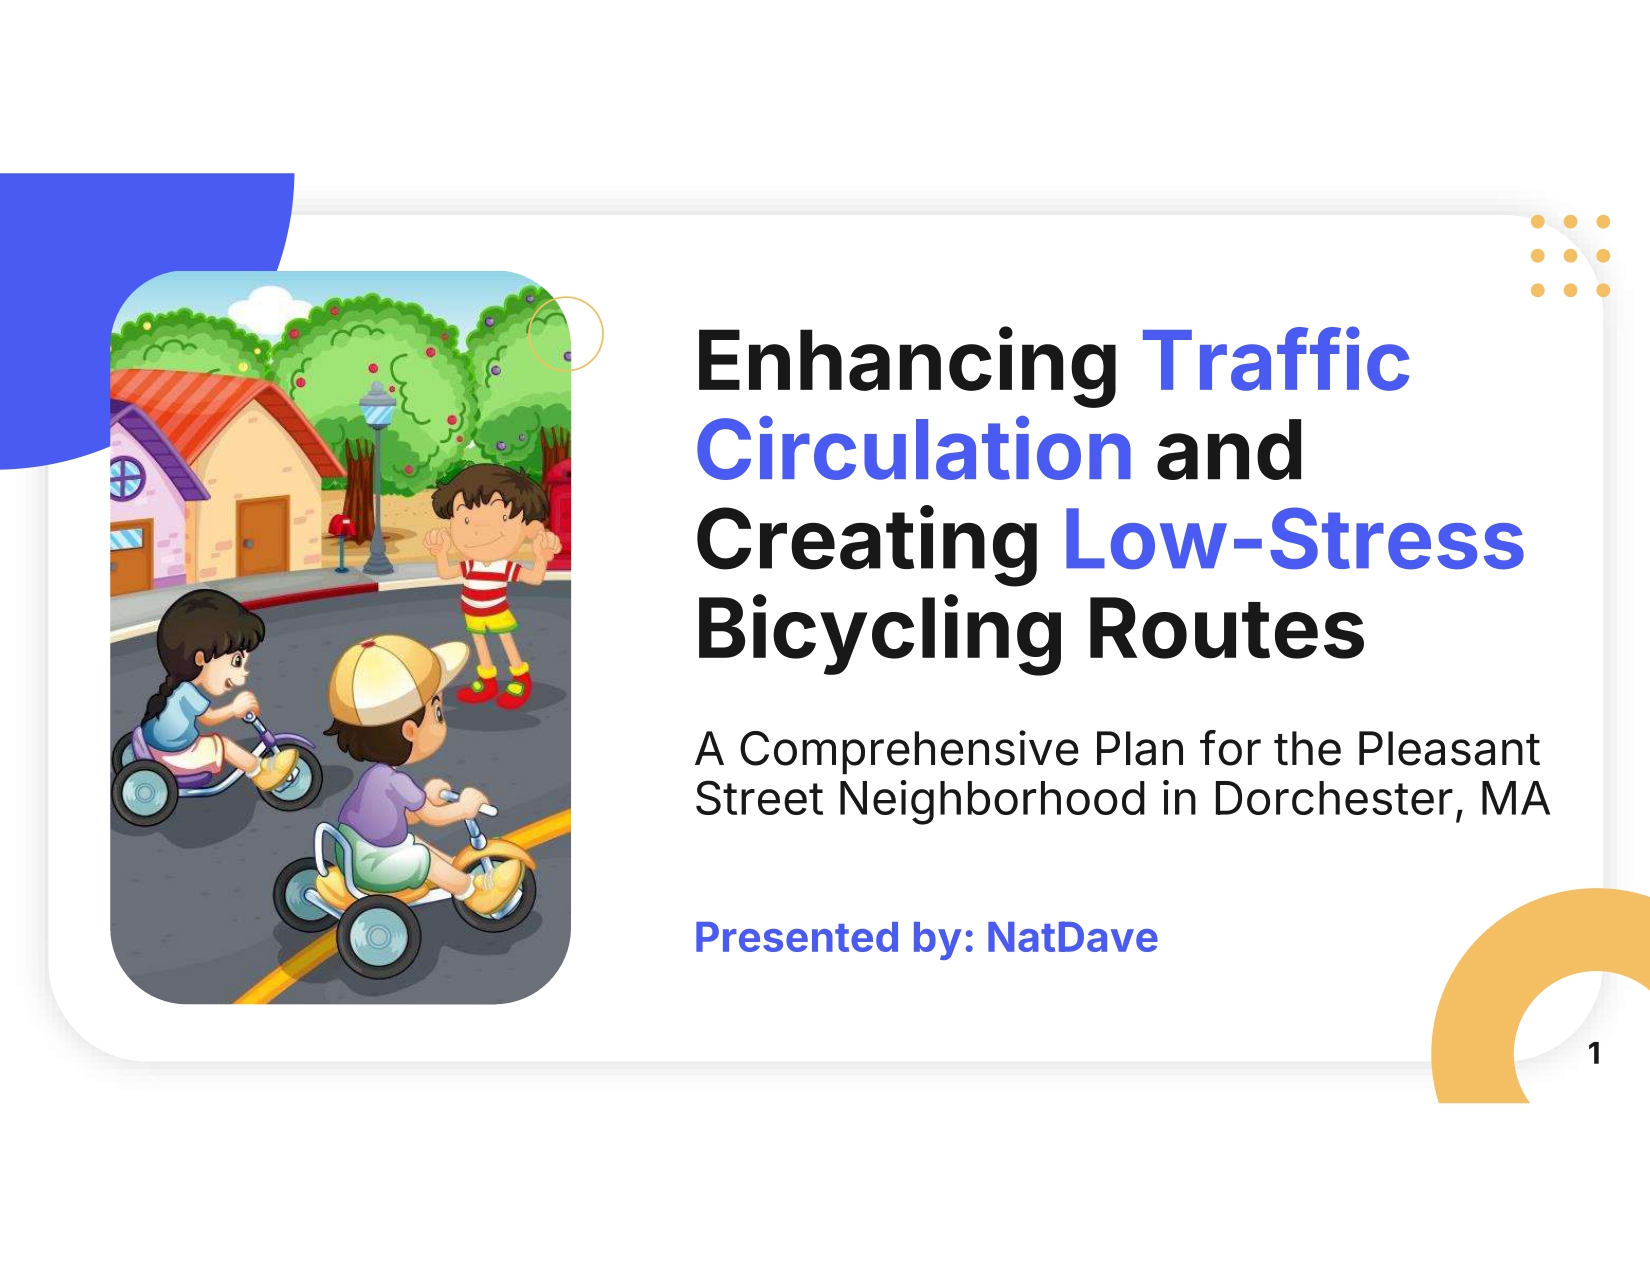 Enhancing Traffic
Circulation and
Creating Low-Stress
Bicycling Routes
A Comprehensive Plan for the Pleasant
Street Neighborhood in Dorchester, MA
Presented by: NatDave
1